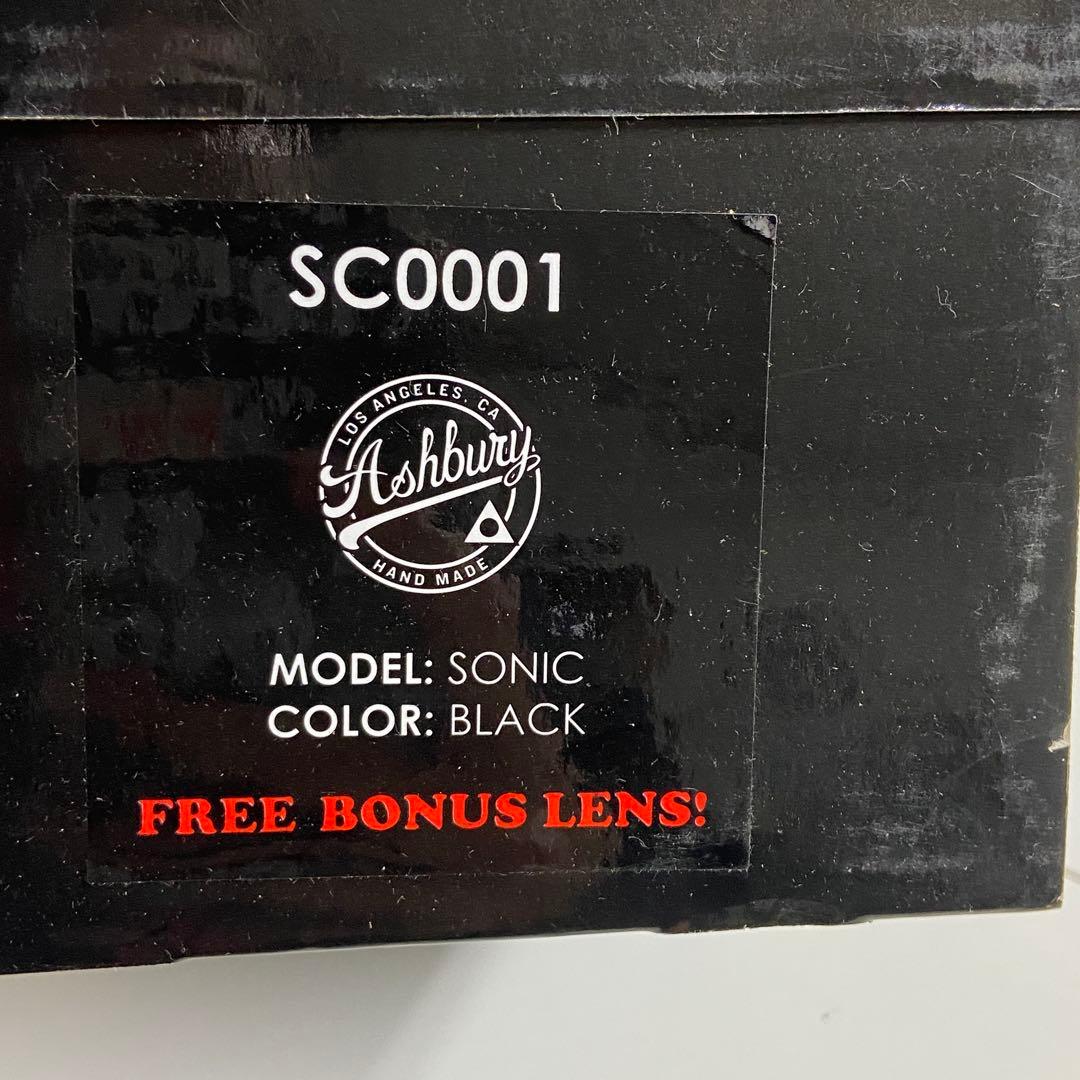 SC0001
LOS ANGELES, CA
Ashbury
HAND MADE
MODEL: SONIC
COLOR: BLACK
FREE BONUS LENS!